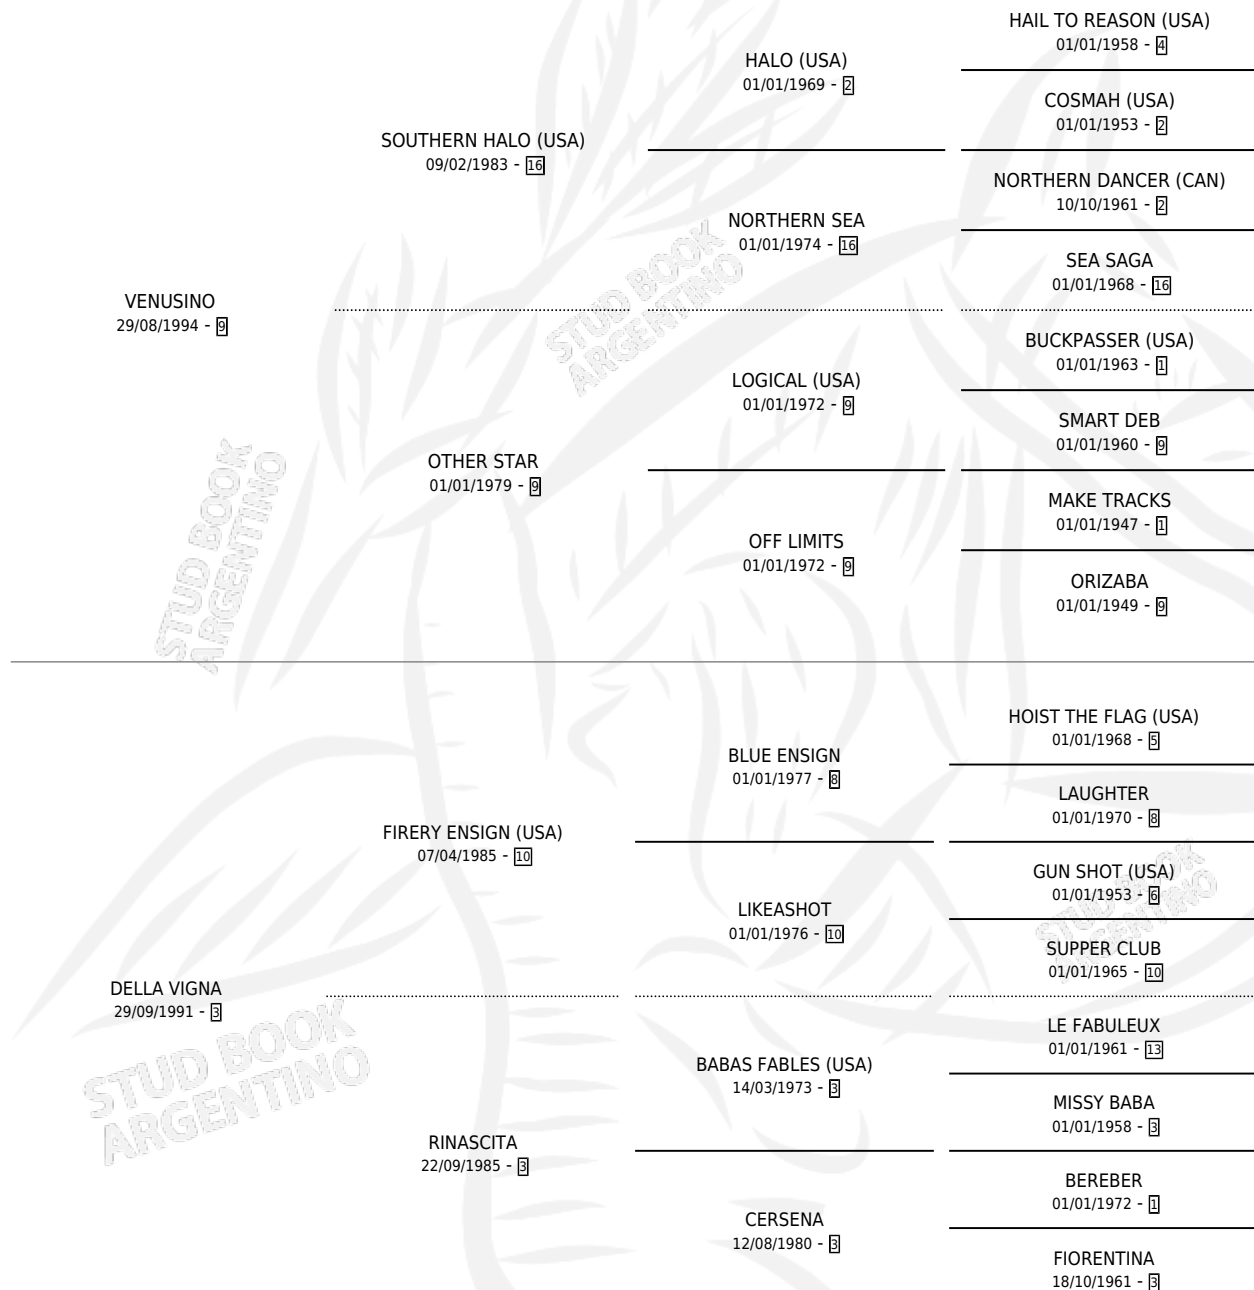 HAIL TO REASON (USA)
01/01/1958 - 4
HALO (USA)
01/01/1969 - 2
COSMAH (USA)
01/01/1953 - 2
SOUTHERN HALO (USA)
09/02/1983 - 16
NORTHERN DANCER (CAN)
10/10/1961 - 2
NORTHERN SEA
01/01/1974 - 16
SEA SAGA
01/01/1968 - 16
STUD BOOK
ARGENTINO
VENUSINO
29/08/1994 - 9
BUCKPASSER (USA)
01/01/1963 - 1
LOGICAL (USA)
01/01/1972 - 9
SMART DEB
01/01/1960 - 9
OTHER STAR
01/01/1979 - 9
MAKE TRACKS
01/01/1947 - 1
OFF LIMITS
01/01/1972 - 9
ORIZABA
01/01/1949 - 9
STUD BOOK
ARGENTINO
HOIST THE FLAG (USA)
01/01/1968 - 5
BLUE ENSIGN
01/01/1977 - 8
LAUGHTER
01/01/1970 - 8
FIRERY ENSIGN (USA)
07/04/1985 - 10
GUN SHOT (USA)
01/01/1953 - 6
LIKEASHOT
01/01/1976 - 10
SUPPER CLUB
01/01/1965 - 10
STUD BOOK
ARGENTINO
DELLA VIGNA
29/09/1991 - 3
LE FABULEUX
01/01/1961 - 13
BABAS FABLES (USA)
14/03/1973 - 3
MISSY BABA
01/01/1958 - 3
STUD BOOK
ARGENTINO
RINASCITA
22/09/1985 - 3
BEREBER
01/01/1972 - 1
CERSENA
12/08/1980 - 3
FIORENTINA
18/10/1961 - 3